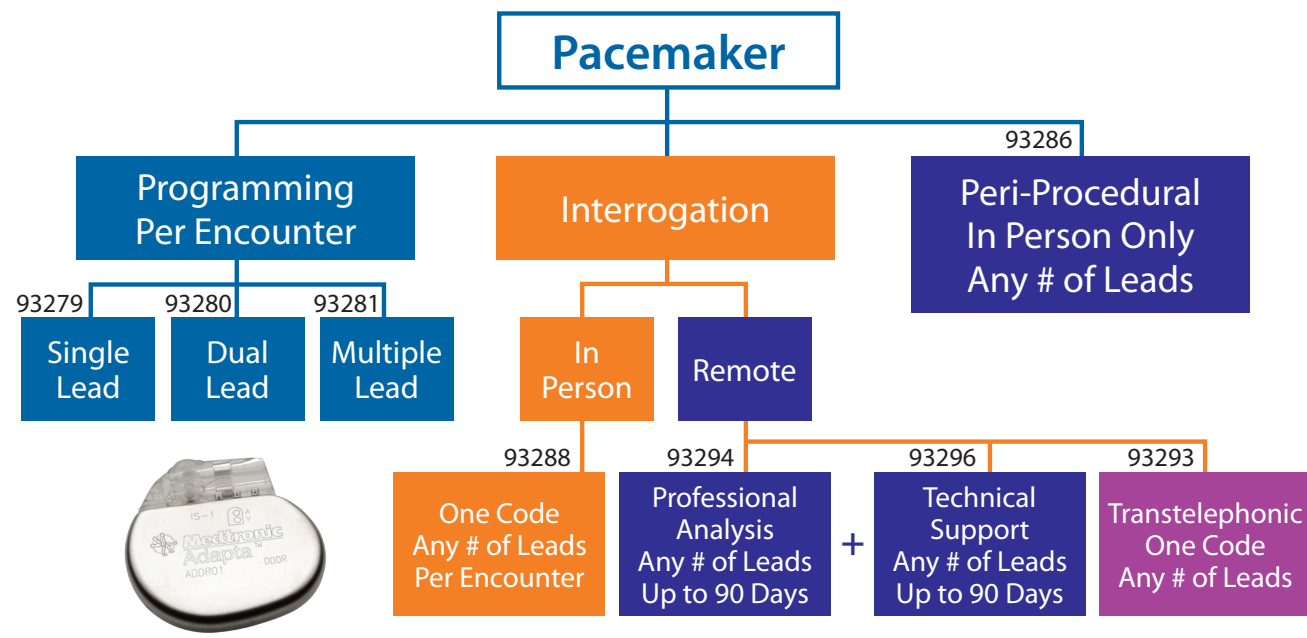 Pacemaker
93286
Programming
Per Encounter
Interrogation
Peri-Procedural
In Person Only
Any # of Leads
93279
93280
93281
Single
Lead
Dual
Lead
Multiple
Lead
In
Person
Remote
93288
93294
93296
93293
One Code
Any # of Leads
Per Encounter
Professional
Analysis
Any # of Leads
Up to 90 Days
+
Technical
Support
Any # of Leads
Up to 90 Days
Transtelephonic
One Code
Any # of Leads
IS-1 A
V
Medtronic
Adapta™
ADDR01 DDDR